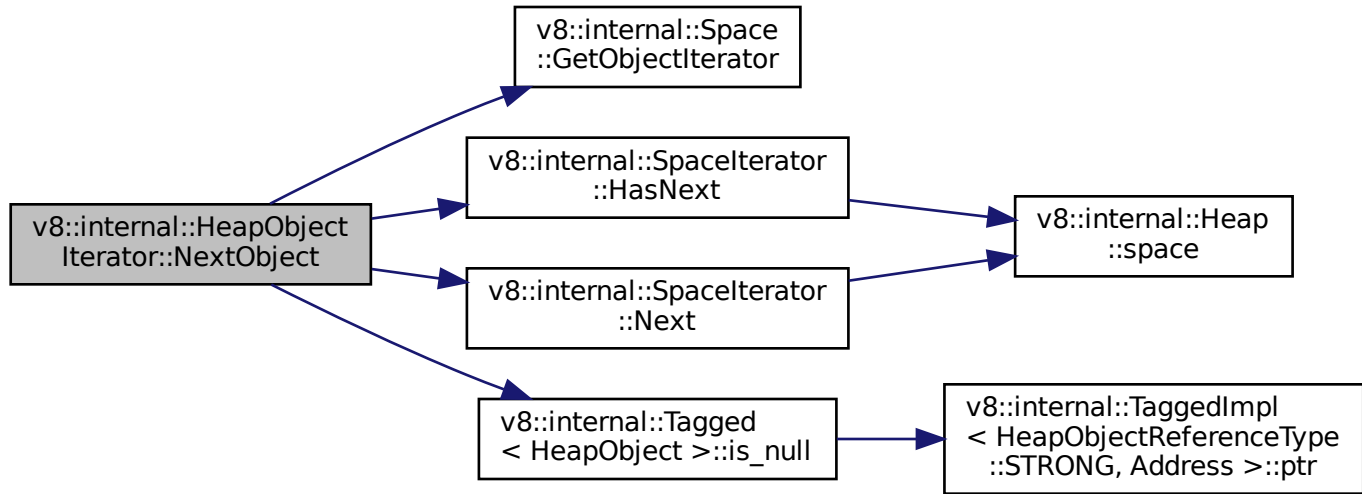 v8::internal::Space
::GetObjectIterator
v8::internal::SpaceIterator
::HasNext
v8::internal::HeapObject
Iterator::NextObject
v8::internal::Heap
::space
v8::internal::SpaceIterator
::Next
v8::internal::Tagged
< HeapObject >::is_null
v8::internal::TaggedImpl
< HeapObjectReferenceType
::STRONG, Address >::ptr